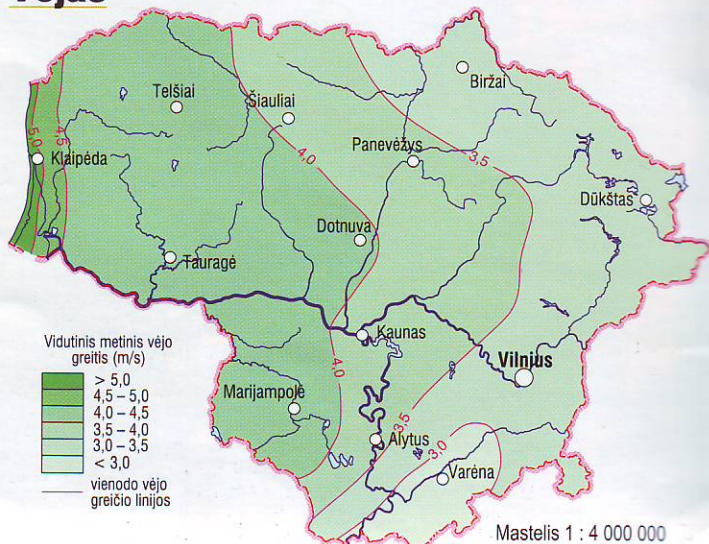 Vėjas
Biržai
Telšiai
Šiauliai
4,5
5,0
Klaipėda
4,0
Panevėžys
3,5
Dūkštas
Dotnuva
Tauragė
Kaunas
Vilnius
4,0
Marijampolė
3,5
Alytus
3,0
Varėna
Vidutinis metinis vėjo
greitis (m/s)
> 5,0
4,5 – 5,0
4,0 – 4,5
3,5 – 4,0
3,0 – 3,5
< 3,0
vienodo vėjo
greičio linijos
Mastelis 1 : 4 000 000